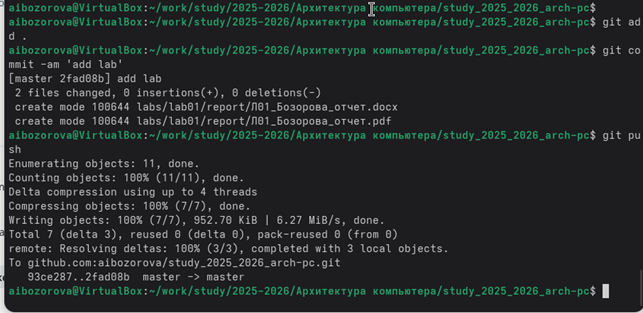 aibozorova@VirtualBox:~/work/study/2025-2026/Архитектура компьютера/study_2025_2026_arch-pc$
aibozorova@VirtualBox:~/work/study/2025-2026/Архитектура компьютера/study_2025_2026_arch-pc$ git ad
d .
aibozorova@VirtualBox:~/work/study/2025-2026/Архитектура компьютера/study_2025_2026_arch-pc$ git co
mmit -am 'add lab'
[master 2fad08b] add lab
 2 files changed, 0 insertions(+), 0 deletions(-)
 create mode 100644 labs/lab01/report/Л01_Бозорова_отчет.docx
 create mode 100644 labs/lab01/report/Л01_Бозорова_отчет.pdf
aibozorova@VirtualBox:~/work/study/2025-2026/Архитектура компьютера/study_2025_2026_arch-pc$ git pu
sh
Enumerating objects: 11, done.
Counting objects: 100% (11/11), done.
Delta compression using up to 4 threads
Compressing objects: 100% (7/7), done.
Writing objects: 100% (7/7), 952.70 KiB | 6.27 MiB/s, done.
Total 7 (delta 3), reused 0 (delta 0), pack-reused 0 (from 0)
remote: Resolving deltas: 100% (3/3), completed with 3 local objects.
To github.com:aibozorova/study_2025_2026_arch-pc.git
   93ce287..2fad08b  master -> master
aibozorova@VirtualBox:~/work/study/2025-2026/Архитектура компьютера/study_2025_2026_arch-pc$